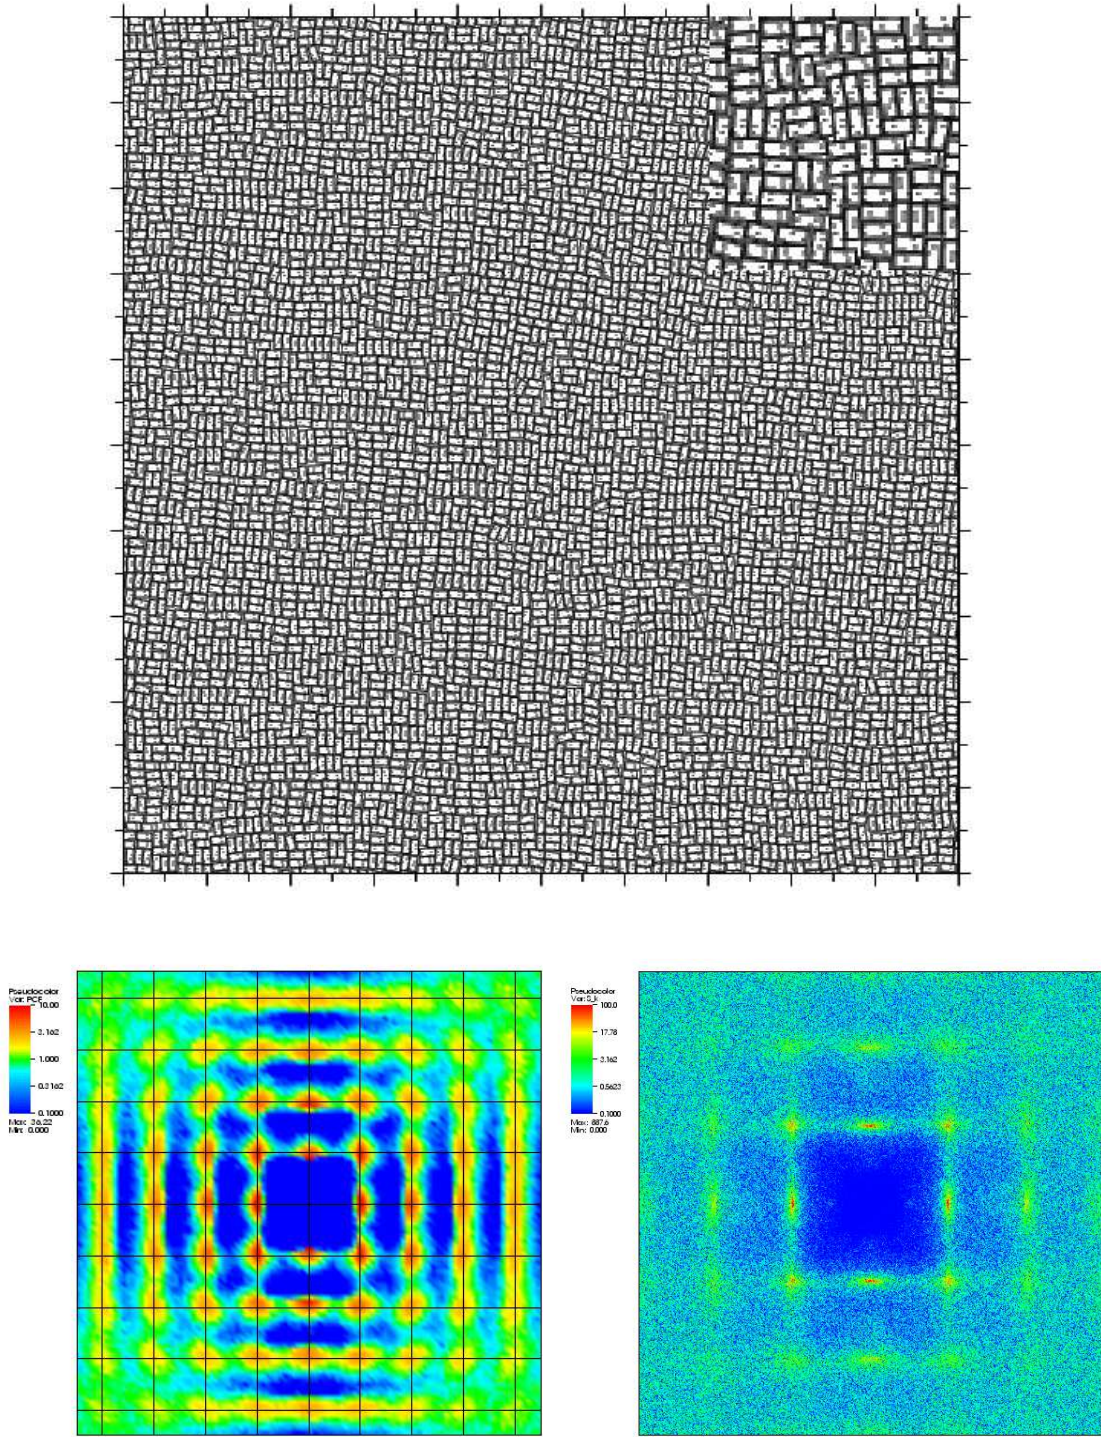 Pseudocolor
Var: PCF
10.00
3.162
1.000
0.3162
0.1000
Max: 36.22
Min: 0.000
Pseudocolor
Var: S_k
100.0
17.78
3.162
0.5623
0.1000
Max: 887.6
Min: 0.000